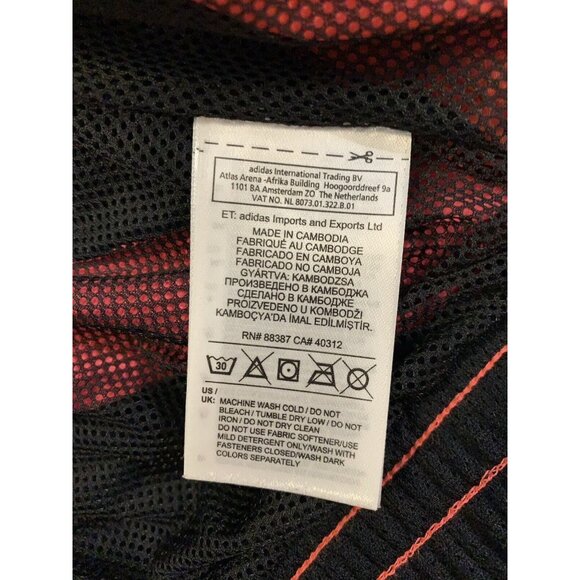 adidas International Trading BV
Atlas Arena -Afrika Building Hoogoorddreef 9a
1101 BA Amsterdam ZO The Netherlands
VAT NO. NL 8073.01.322.B.01
ET: adidas Imports and Exports Ltd
MADE IN CAMBODIA
FABRIQUÉ AU CAMBODGE
FABRICADO EN CAMBOYA
FABRICADO NO CAMBOJA
GYÁRTVA: KAMBODZSA
ПРОИЗВЕДЕНО В КАМБОДЖА
СДЕЛАНО В КАМБОДЖЕ
PROIZVEDENO U KOMBODŽI
KAMBOÇYA'DA İMAL EDİLMİŞTİR.
RN# 88387 CA# 40312
30
US /
UK: MACHINE WASH COLD / DO NOT
BLEACH / TUMBLE DRY LOW / DO NOT
IRON / DO NOT DRY CLEAN
DO NOT USE FABRIC SOFTENER/USE
MILD DETERGENT ONLY/WASH WITH
FASTENERS CLOSED/WASH DARK
COLORS SEPARATELY